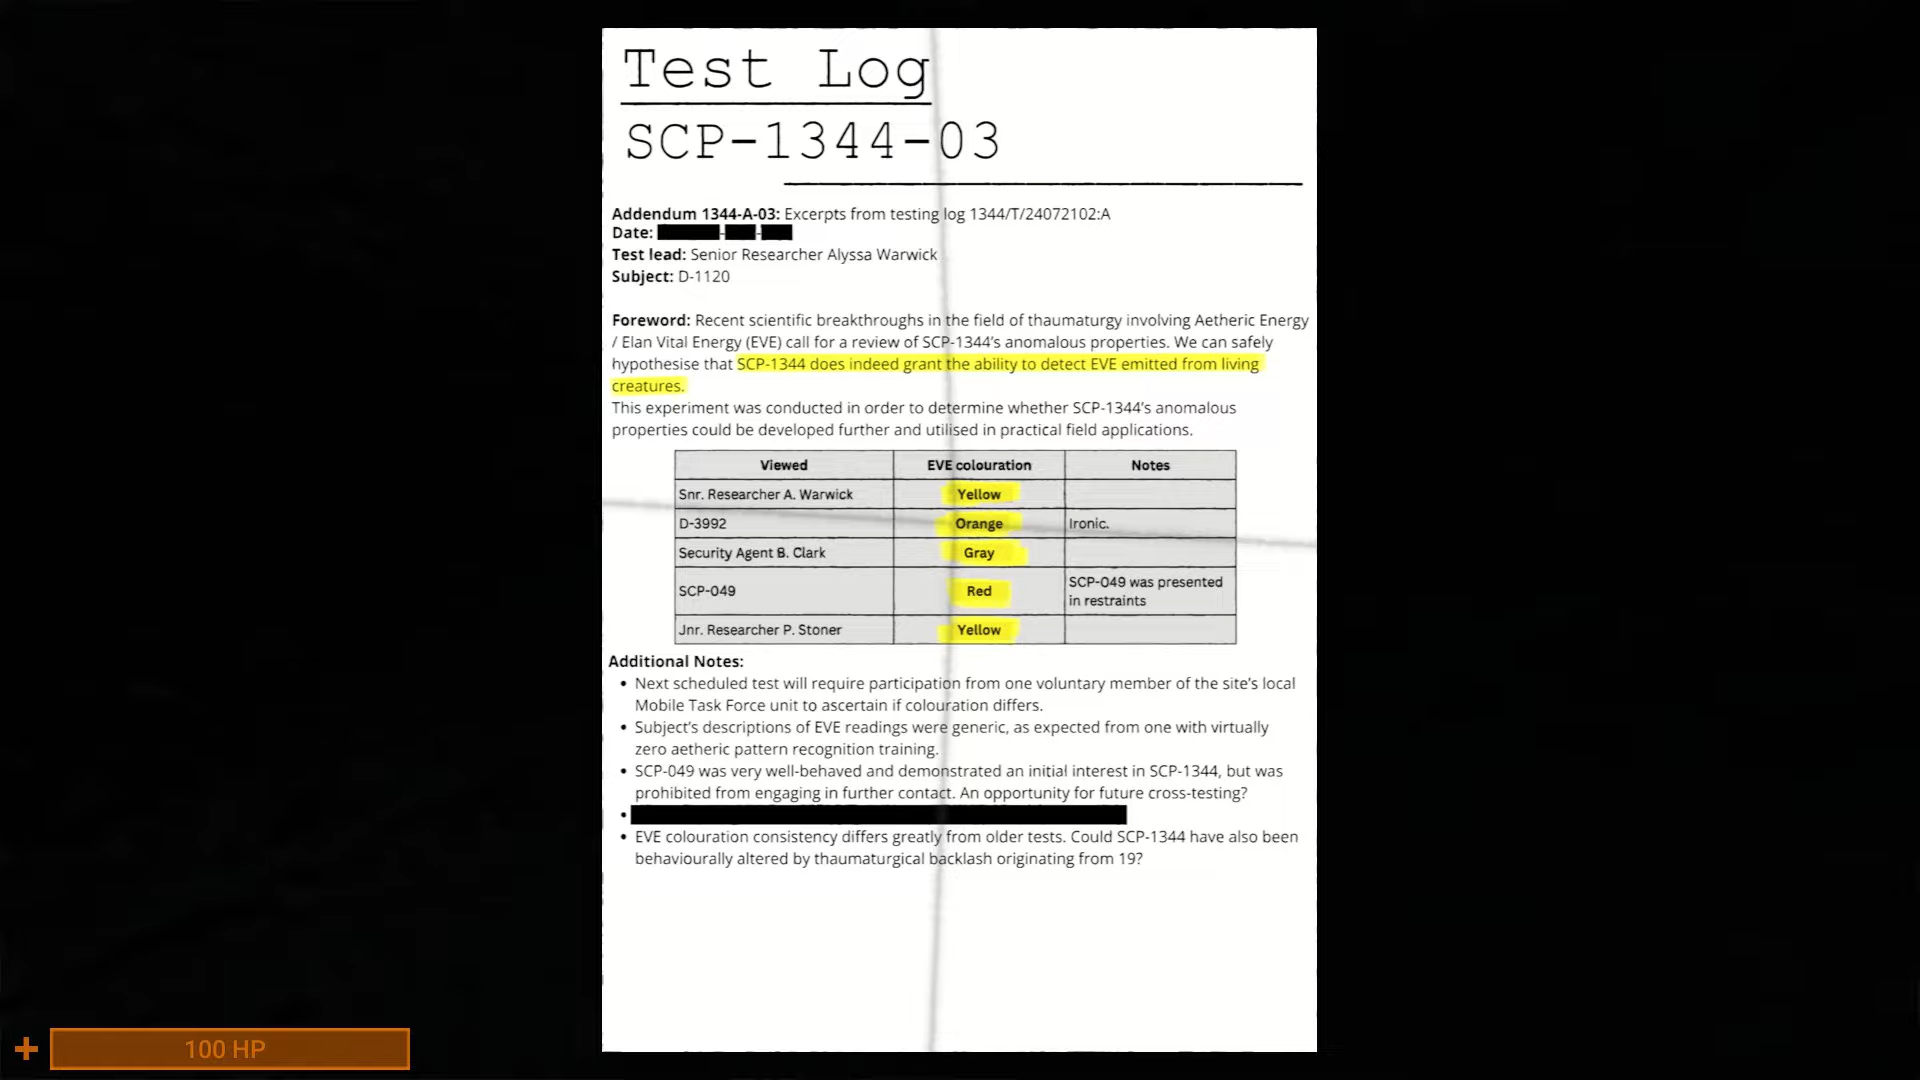 Test Log
SCP-1344-03
Addendum 1344-A-03: Excerpts from testing log 1344/T/24072102:A
Date:
Test lead: Senior Researcher Alyssa Warwick
Subject: D-1120
Foreword: Recent scientific breakthroughs in the field of thaumaturgy involving Aetheric Energy
/ Elan Vital Energy (EVE) call for a review of SCP-1344's anomalous properties. We can safely
hypothesise that SCP-1344 does indeed grant the ability to detect EVE emitted from living
creatures.
This experiment was conducted in order to determine whether SCP-1344's anomalous
properties could be developed further and utilised in practical field applications.
Viewed EVE colouration Notes
Snr. Researcher A. Warwick Yellow
D-3992 Orange Ironic.
Security Agent B. Clark Gray
SCP-049 Red SCP-049 was presented
in restraints
Jnr. Researcher P. Stoner Yellow
Additional Notes:
• Next scheduled test will require participation from one voluntary member of the site's local
Mobile Task Force unit to ascertain if colouration differs.
• Subject's descriptions of EVE readings were generic, as expected from one with virtually
zero aetheric pattern recognition training.
• SCP-049 was very well-behaved and demonstrated an initial interest in SCP-1344, but was
prohibited from engaging in further contact. An opportunity for future cross-testing?
•
• EVE colouration consistency differs greatly from older tests. Could SCP-1344 have also been
behaviourally altered by thaumaturgical backlash originating from 19?
100 HP